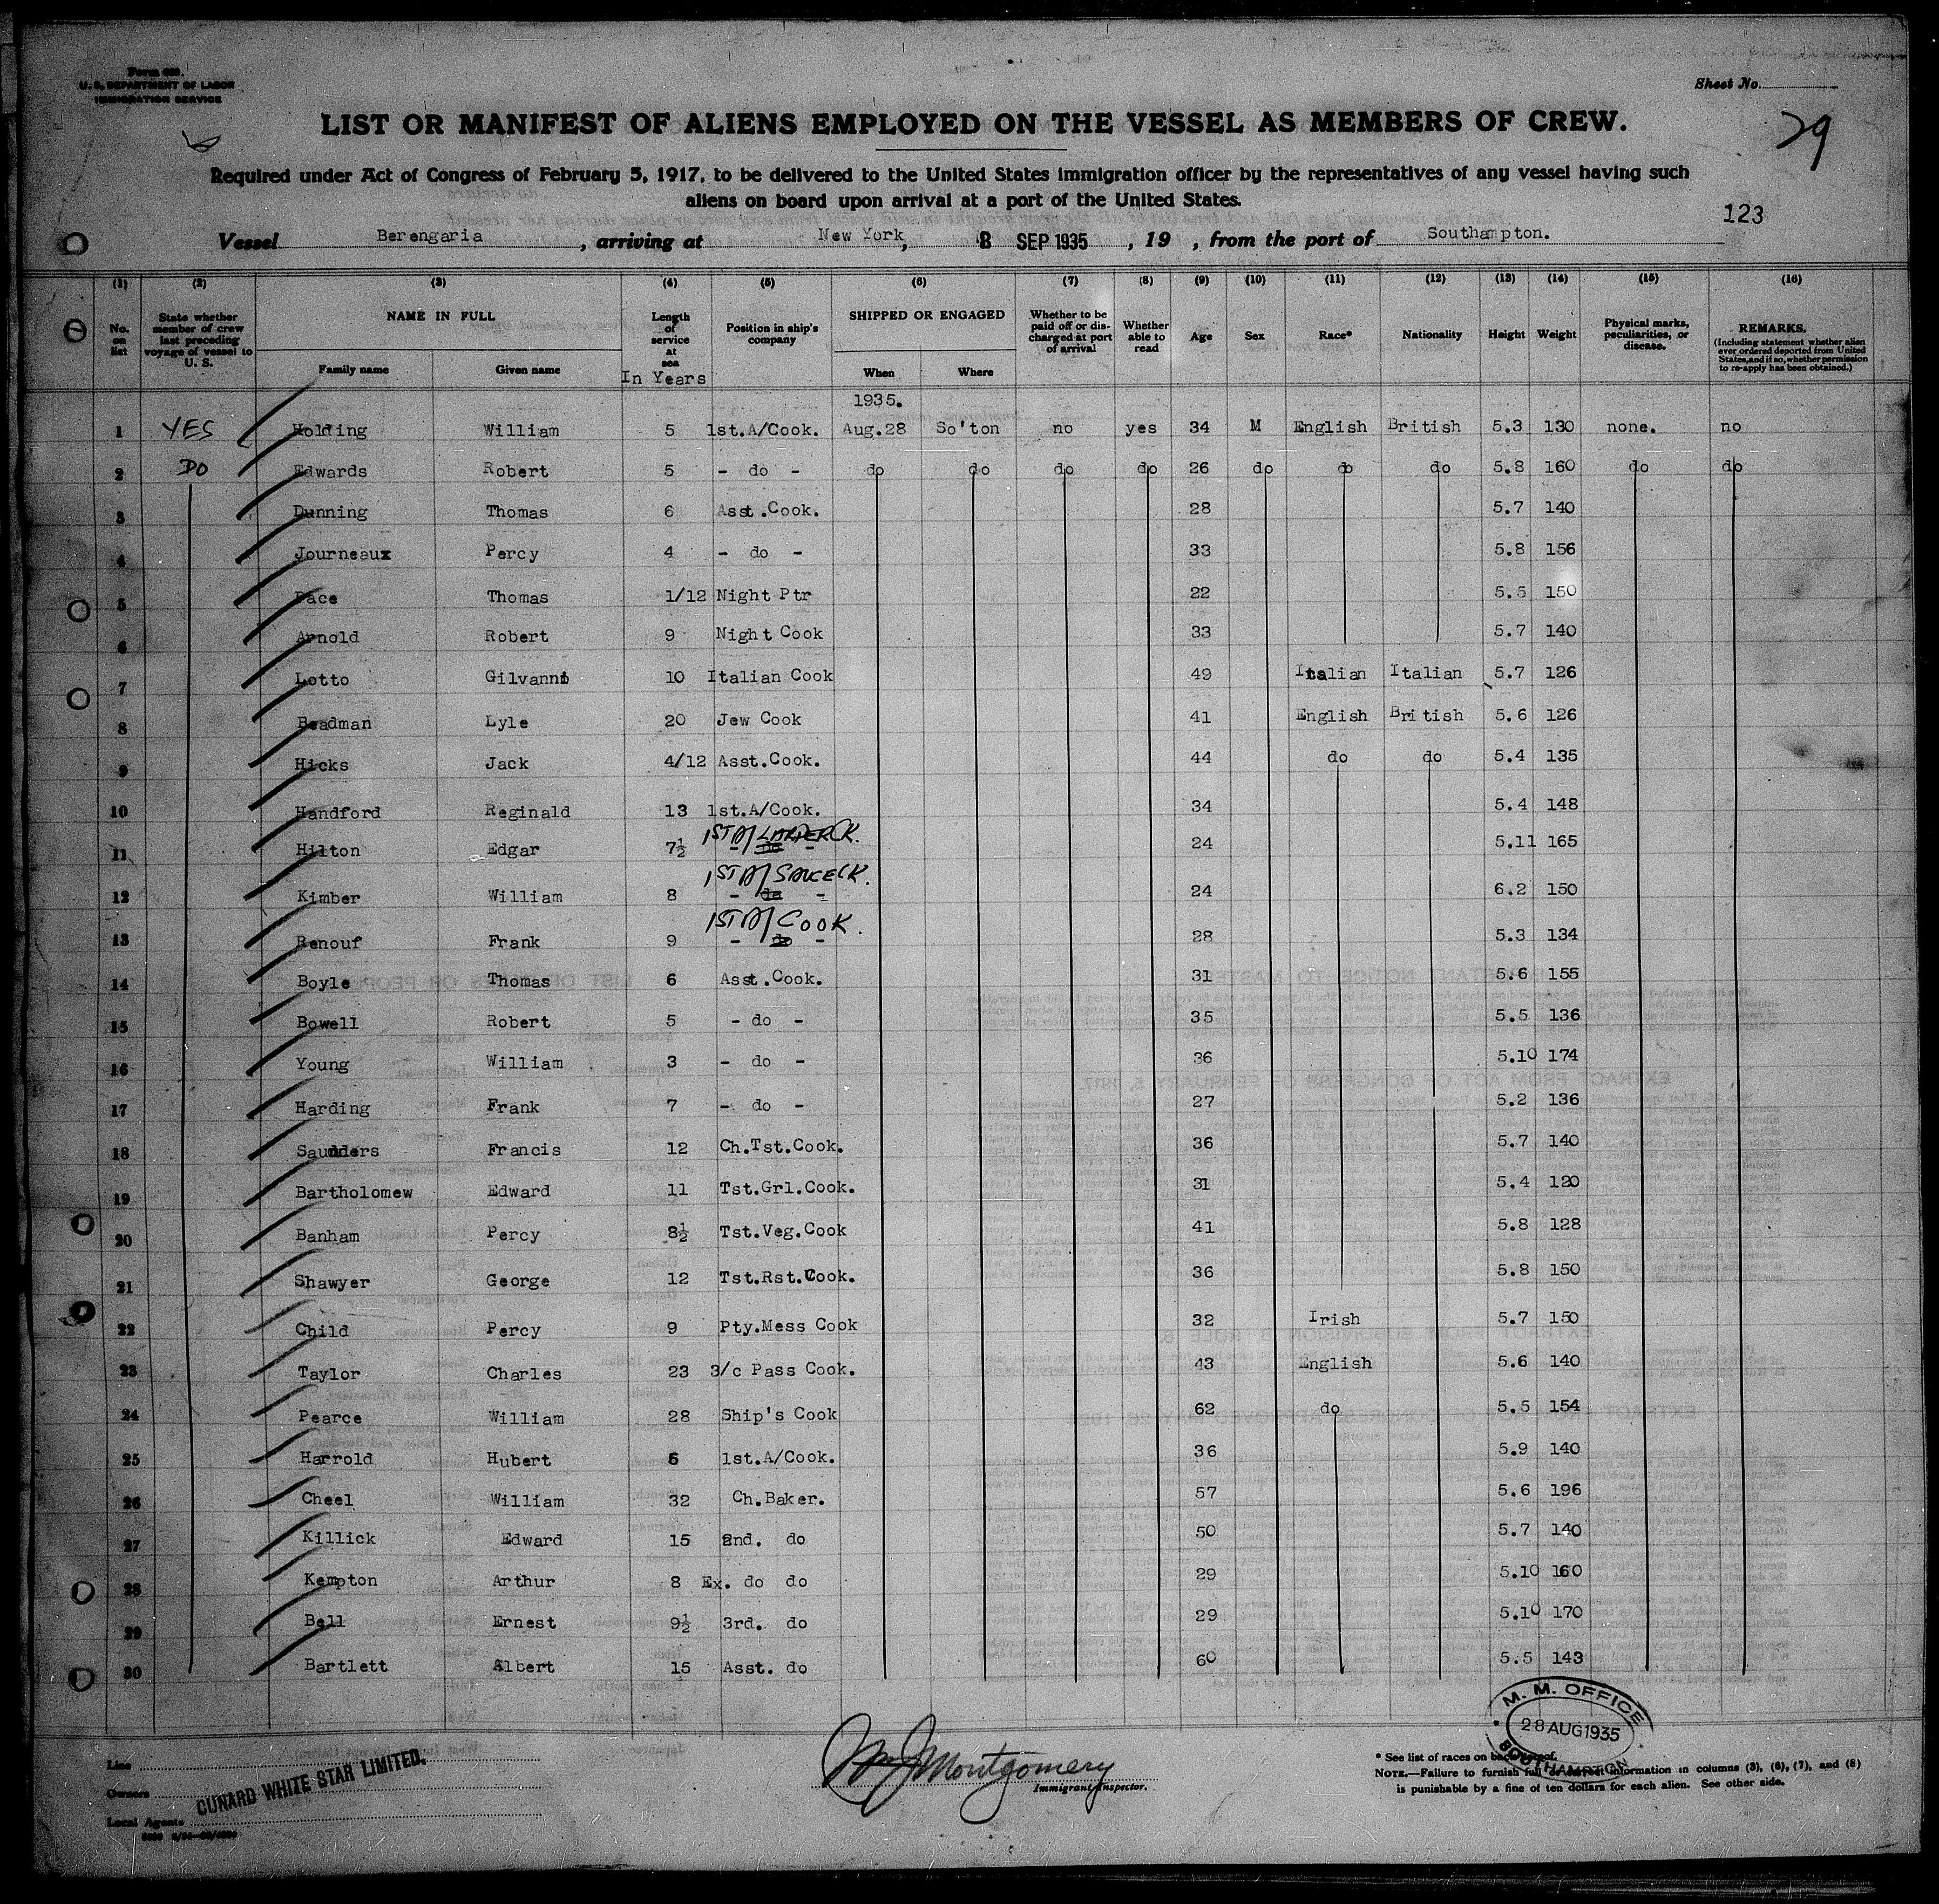 Form 680.
U. S. DEPARTMENT OF LABOR
IMMIGRATION SERVICE
Sheet No.
LIST OR MANIFEST OF ALIENS EMPLOYED ON THE VESSEL AS MEMBERS OF CREW.
29
Required under Act of Congress of February 5, 1917, to be delivered to the United States immigration officer by the representatives of any vessel having such
aliens on board upon arrival at a port of the United States.
123
Vessel Berengaria, arriving at New York, 3 SEP 1935, 19 , from the port of Southampton.
(1) (2) (3) (4) (5) (6) (7) (8) (9) (10) (11) (12) (13) (14) (15) (16)
No. on list State whether member of crew last preceding voyage of vessel to U. S. NAME IN FULL Family name Given name Length of service at sea In Years Position in ship's company SHIPPED OR ENGAGED When Where Whether to be paid off or discharged at port of arrival Whether able to read Age Sex Race* Nationality Height Weight Physical marks, peculiarities, or disease. REMARKS. (Including statement whether alien ever ordered deported from United States, and if so, whether permission to re-apply has been obtained.)
1935.
1 YES Holding William 5 1st.A/Cook. Aug.28 So'ton no yes 34 M English British 5.3 130 none. no
2 DO Edwards Robert 5 - do - do do do do 26 do do do 5.8 160 do do
3 Dunning Thomas 6 Asst.Cook. 28 5.7 140
4 Journeaux Percy 4 - do - 33 5.8 156
5 Pace Thomas 1/12 Night Ptr 22 5.5 150
6 Arnold Robert 9 Night Cook 33 5.7 140
7 Lotto Gilvanni 10 Italian Cook 49 Italian Italian 5.7 126
8 Beadman Lyle 20 Jew Cook 41 English British 5.6 126
9 Hicks Jack 4/12 Asst.Cook. 44 do do 5.4 135
10 Handford Reginald 13 1st.A/Cook. 34 5.4 148
11 Hilton Edgar 7½ 1ST A/ LARDER CK. - do - 24 5.11 165
12 Kimber William 8 1ST A/ SAUCE CK. - do - 24 6.2 150
13 Renouf Frank 9 1ST A/ COOK. - do - 28 5.3 134
14 Boyle Thomas 6 Asst.Cook. 31 5.6 155
15 Bowell Robert 5 - do - 35 5.5 136
16 Young William 3 - do - 36 5.10 174
17 Harding Frank 7 - do - 27 5.2 136
18 Saunders Francis 12 Ch.Tst.Cook. 36 5.7 140
19 Bartholomew Edward 11 Tst.Grl.Cook. 31 5.4 120
20 Banham Percy 8½ Tst.Veg.Cook 41 5.8 128
21 Shawyer George 12 Tst.Rst.Cook. 36 5.8 150
22 Child Percy 9 Pty.Mess Cook 32 Irish 5.7 150
23 Taylor Charles 23 3/c Pass Cook. 43 English 5.6 140
24 Pearce William 28 Ship's Cook 62 do 5.5 154
25 Harrold Hubert 6 1st.A/Cook. 36 5.9 140
26 Cheel William 32 Ch.Baker. 57 5.6 196
27 Killick Edward 15 2nd. do 50 5.7 140
28 Kempton Arthur 8 Ex. do do 29 5.10 160
29 Bell Ernest 9½ 3rd. do 29 5.10 170
30 Bartlett Albert 15 Asst. do 60 5.5 143
M. M. OFFICE
28 AUG 1935
SOUTHAMPTON
Line
Owners CUNARD WHITE STAR LIMITED.
Local Agents
Wm J Montgomery
Immigrant Inspector.
* See list of races on back hereof.
NOTE.—Failure to furnish full or correct information in columns (3), (6), (7), and (8)
is punishable by a fine of ten dollars for each alien. See other side.